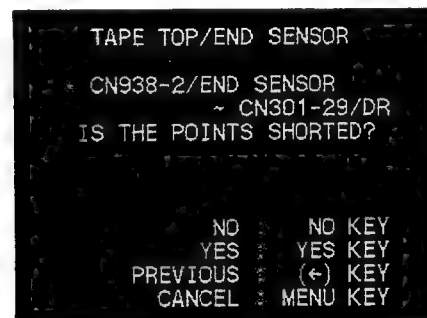 TAPE TOP/END SENSOR
* CN938-2/END SENSOR
~ CN301-29/DR
IS THE POINTS SHORTED?
NO : NO KEY
YES : YES KEY
PREVIOUS : (←) KEY
CANCEL : MENU KEY